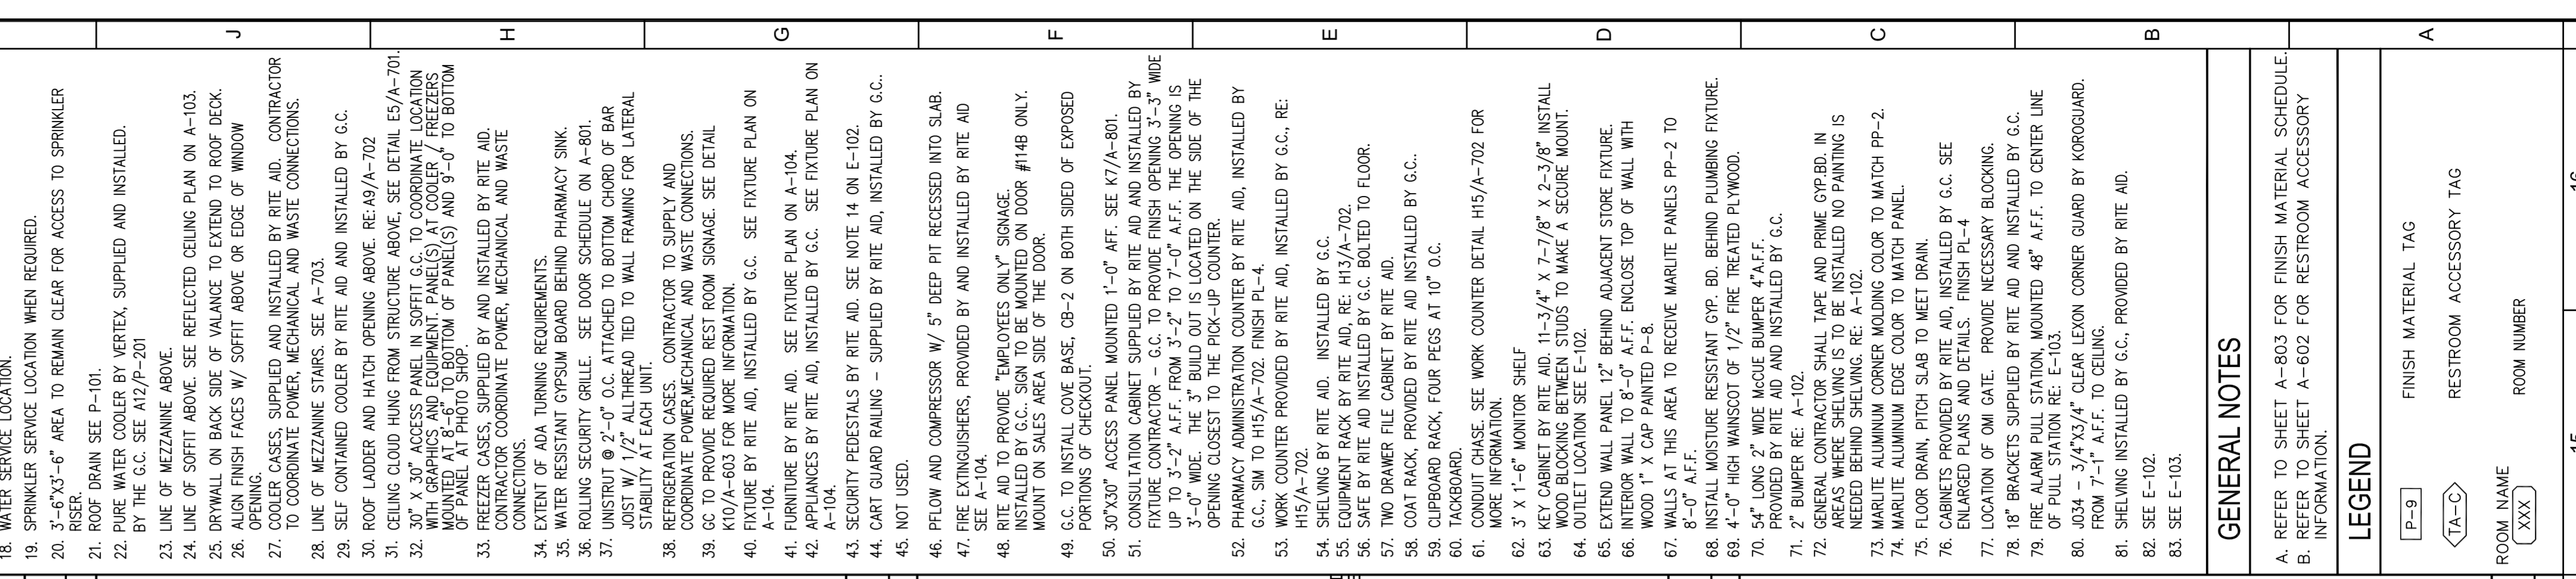 18. WATER SERVICE LOCATION.
19. SPRINKLER SERVICE LOCATION WHEN REQUIRED.
20. 3'-6"X3'-6" AREA TO REMAIN CLEAR FOR ACCESS TO SPRINKLER
RISER.
21. ROOF DRAIN SEE P-101.
22. PURE WATER COOLER BY VERTEX, SUPPLIED AND INSTALLED.
BY THE G.C. SEE A12/P-201
23. LINE OF MEZZANINE ABOVE.
24. LINE OF SOFFIT ABOVE. SEE REFLECTED CEILING PLAN ON A-103.
25. DRYWALL ON BACK SIDE OF VALANCE TO EXTEND TO ROOF DECK.
26. ALIGN FINISH FACES W/ SOFFIT ABOVE OR EDGE OF WINDOW
OPENING.
27. COOLER CASES, SUPPLIED AND INSTALLED BY RITE AID. CONTRACTOR
TO COORDINATE POWER, MECHANICAL AND WASTE CONNECTIONS.
28. LINE OF MEZZANINE STAIRS. SEE A-703.
29. SELF CONTAINED COOLER BY RITE AID AND INSTALLED BY G.C.
30. ROOF LADDER AND HATCH OPENING ABOVE. RE:A9/A-702
31. CEILING CLOUD HUNG FROM STRUCTURE ABOVE, SEE DETAIL E5/A-701.
32. 30" X 30" ACCESS PANEL IN SOFFIT G.C. TO COORDINATE LOCATION
WITH GRAPHICS AND EQUIPMENT. PANEL(S) AT COOLER / FREEZERS
MOUNTED AT 8'-6" TO BOTTOM OF PANEL(S) AND 9'-0" TO BOTTOM
OF PANEL AT PHOTO SHOP.
33. FREEZER CASES, SUPPLIED BY AND INSTALLED BY RITE AID.
CONTRACTOR COORDINATE POWER, MECHANICAL AND WASTE
CONNECTIONS.
34. EXTENT OF ADA TURNING REQUIREMENTS.
35. WATER RESISTANT GYPSUM BOARD BEHIND PHARMACY SINK.
36. ROLLING SECURITY GRILLE. SEE DOOR SCHEDULE ON A-801.
37. UNISTRUT @ 2'-0" O.C. ATTACHED TO BOTTOM CHORD OF BAR
JOIST W/ 1/2" ALLTHREAD TIED TO WALL FRAMING FOR LATERAL
STABILITY AT EACH UNIT.
38. REFRIGERATION CASES. CONTRACTOR TO SUPPLY AND
COORDINATE POWER,MECHANICAL AND WASTE CONNECTIONS.
39. GC TO PROVIDE REQUIRED REST ROOM SIGNAGE. SEE DETAIL
K10/A-603 FOR MORE INFORMATION.
40. FIXTURE BY RITE AID, INSTALLED BY G.C. SEE FIXTURE PLAN ON
A-104.
41. FURNITURE BY RITE AID. SEE FIXTURE PLAN ON A-104.
42. APPLIANCES BY RITE AID, INSTALLED BY G.C. SEE FIXTURE PLAN ON
A-104.
43. SECURITY PEDESTALS BY RITE AID. SEE NOTE 14 ON E-102.
44. CART GUARD RAILING - SUPPLIED BY RITE AID, INSTALLED BY G.C..
45. NOT USED.
46. PFLOW AND COMPRESSOR W/ 5" DEEP PIT RECESSED INTO SLAB.
47. FIRE EXTINGUISHERS, PROVIDED BY AND INSTALLED BY RITE AID
SEE A-104.
48. RITE AID TO PROVIDE "EMPLOYEES ONLY" SIGNAGE.
INSTALLED BY G.C.. SIGN TO BE MOUNTED ON DOOR #114B ONLY.
MOUNT ON SALES AREA SIDE OF THE DOOR.
49. G.C. TO INSTALL COVE BASE, CB-2 ON BOTH SIDED OF EXPOSED
PORTIONS OF CHECKOUT.
50. 30"X30" ACCESS PANEL MOUNTED 1'-0" AFF. SEE K7/A-801.
51. CONSULTATION CABINET SUPPLIED BY RITE AID AND INSTALLED BY
FIXTURE CONTRACTOR - G.C. TO PROVIDE FINISH OPENING 3'-3" WIDE
UP TO 3'-2" A.F.F. FROM 3'-2" TO 7'-0" A.F.F. THE OPENING IS
3'-0" WIDE. THE 3" BUILD OUT IS LOCATED ON THE SIDE OF THE
OPENING CLOSEST TO THE PICK-UP COUNTER.
52. PHARMACY ADMINISTRATION COUNTER BY RITE AID, INSTALLED BY
G.C., SIM TO H15/A-702. FINISH PL-4.
53. WORK COUNTER PROVIDED BY RITE AID, INSTALLED BY G.C., RE:
H15/A-702.
54. SHELVING BY RITE AID. INSTALLED BY G.C.
55. EQUIPMENT RACK BY RITE AID, RE: H13/A-702.
56. SAFE BY RITE AID INSTALLED BY G.C. BOLTED TO FLOOR.
57. TWO DRAWER FILE CABINET BY RITE AID.
58. COAT RACK, PROVIDED BY RITE AID INSTALLED BY G.C..
59. CLIPBOARD RACK, FOUR PEGS AT 10" O.C.
60. TACKBOARD.
61. CONDUIT CHASE. SEE WORK COUNTER DETAIL H15/A-702 FOR
MORE INFORMATION.
62. 3' X 1'-6" MONITOR SHELF
63. KEY CABINET BY RITE AID. 11-3/4" X 7-7/8" X 2-3/8" INSTALL
WOOD BLOCKING BETWEEN STUDS TO MAKE A SECURE MOUNT.
64. OUTLET LOCATION SEE E-102.
65. EXTEND WALL PANEL 12" BEHIND ADJACENT STORE FIXTURE.
66. INTERIOR WALL TO 8'-0" A.F.F. ENCLOSE TOP OF WALL WITH
WOOD 1" X CAP PAINTED P-8.
67. WALLS AT THIS AREA TO RECEIVE MARLITE PANELS PP-2 TO
8'-0" A.F.F.
68. INSTALL MOISTURE RESISTANT GYP. BD. BEHIND PLUMBING FIXTURE.
69. 4'-0" HIGH WAINSCOT OF 1/2" FIRE TREATED PLYWOOD.
70. 54" LONG 2" WIDE McCUE BUMPER 4"A.F.F.
PROVIDED BY RITE AID AND INSTALLED BY G.C.
71. 2" BUMPER RE: A-102.
72. GENERAL CONTRACTOR SHALL TAPE AND PRIME GYP.BD. IN
AREAS WHERE SHELVING IS TO BE INSTALLED NO PAINTING IS
NEEDED BEHIND SHELVING. RE: A-102.
73. MARLITE ALUMINUM CORNER MOLDING COLOR TO MATCH PP-2.
74. MARLITE ALUMINUM EDGE COLOR TO MATCH PANEL.
75. FLOOR DRAIN, PITCH SLAB TO MEET DRAIN.
76. CABINETS PROVIDED BY RITE AID, INSTALLED BY G.C. SEE
ENLARGED PLANS AND DETAILS. FINISH PL-4
77. LOCATION OF OMI GATE. PROVIDE NECESSARY BLOCKING.
78. 18" BRACKETS SUPPLIED BY RITE AID AND INSTALLED BY G.C.
79. FIRE ALARM PULL STATION, MOUNTED 48" A.F.F. TO CENTER LINE
OF PULL STATION RE: E-103.
80. J034 - 3/4"X3/4" CLEAR LEXON CORNER GUARD BY KOROGUARD.
FROM 7'-1" A.F.F. TO CEILING.
81. SHELVING INSTALLED BY G.C., PROVIDED BY RITE AID.
82. SEE E-102.
83. SEE E-103.
GENERAL NOTES
A. REFER TO SHEET A-803 FOR FINISH MATERIAL SCHEDULE.
B. REFER TO SHEET A-602 FOR RESTROOM ACCESSORY
INFORMATION.
LEGEND
P-9 FINISH MATERIAL TAG
TA-C RESTROOM ACCESSORY TAG
ROOM NAME
XXX ROOM NUMBER
J
H
G
F
E
D
C
B
A
15